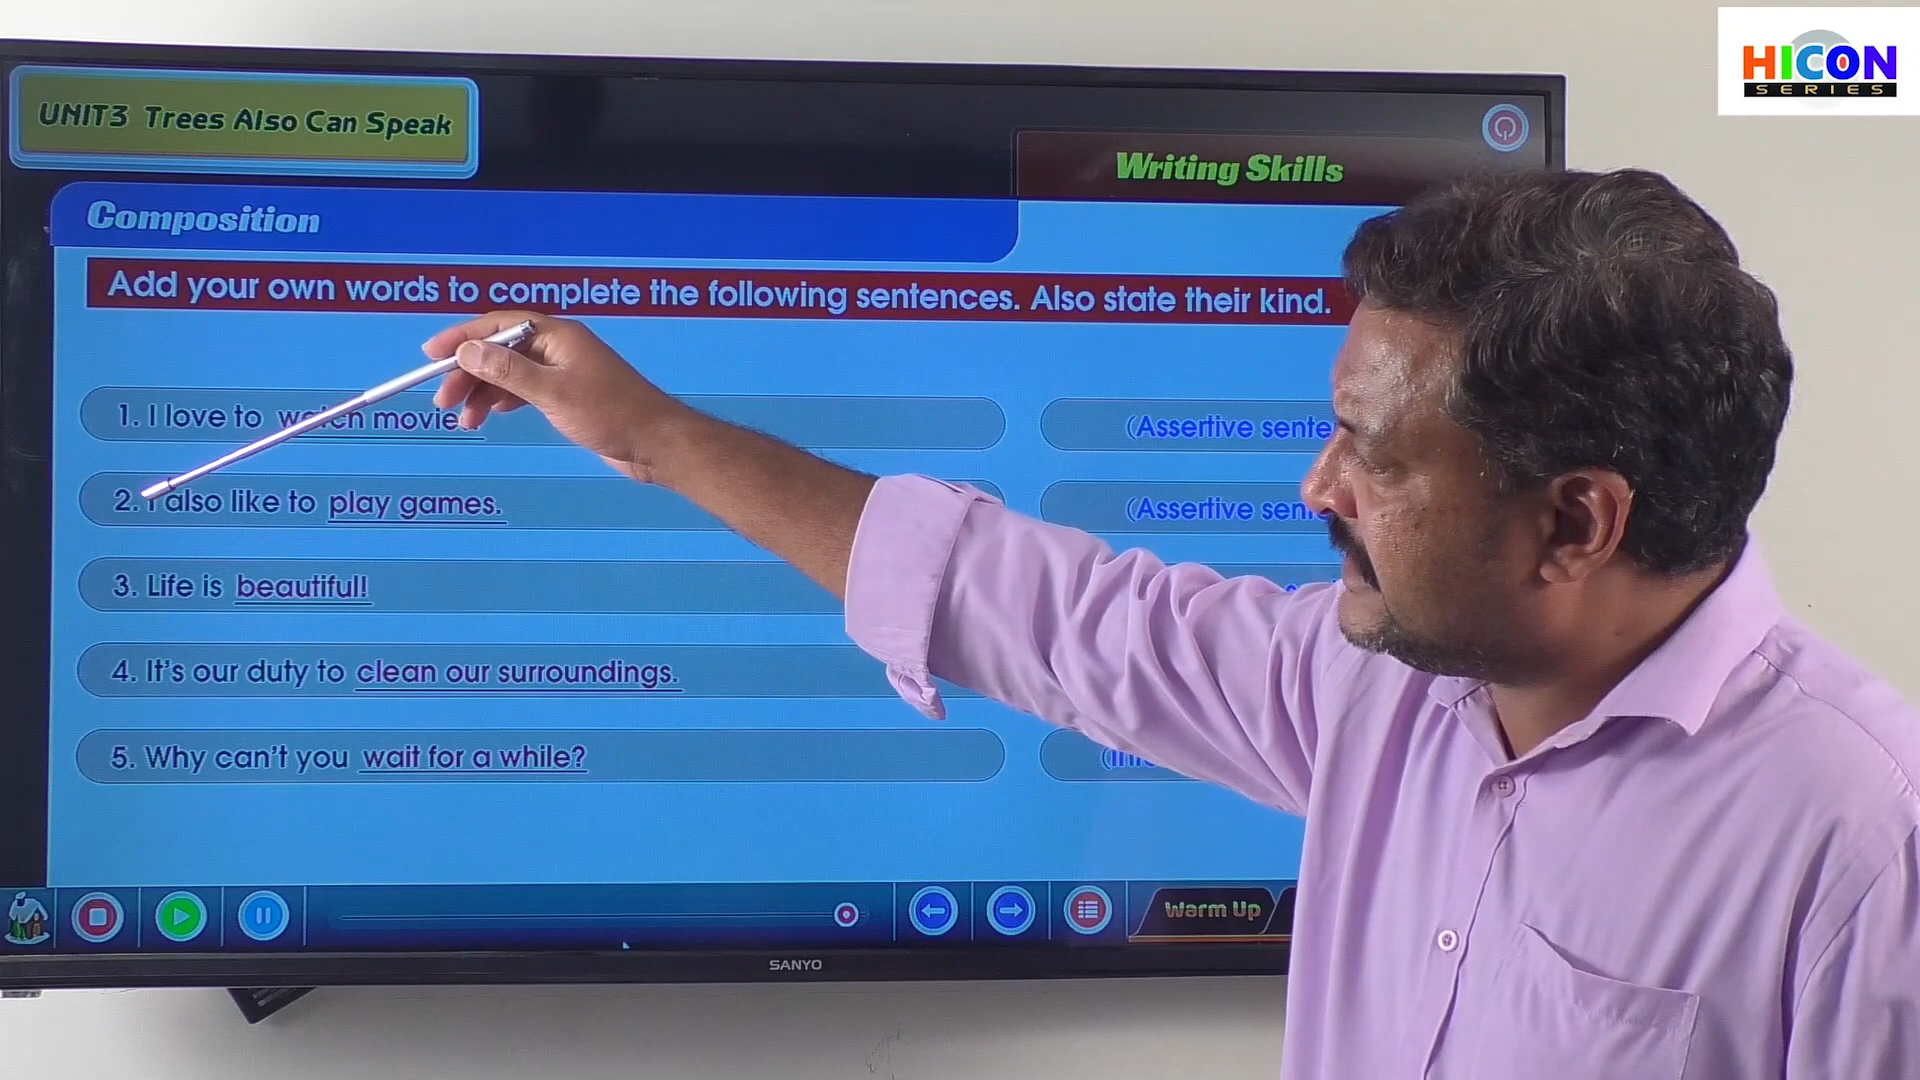 HICON
SERIES
UNIT3 Trees Also Can Speak
Writing Skills
Composition
Add your own words to complete the following sentences. Also state their kind.
1. I love to watch movie
(Assertive
2. I also like to play games.
(Assertive
3. Life is beautiful!
4. It's our duty to clean our surroundings.
5. Why can't you wait for a while?
Warm Up
SANYO